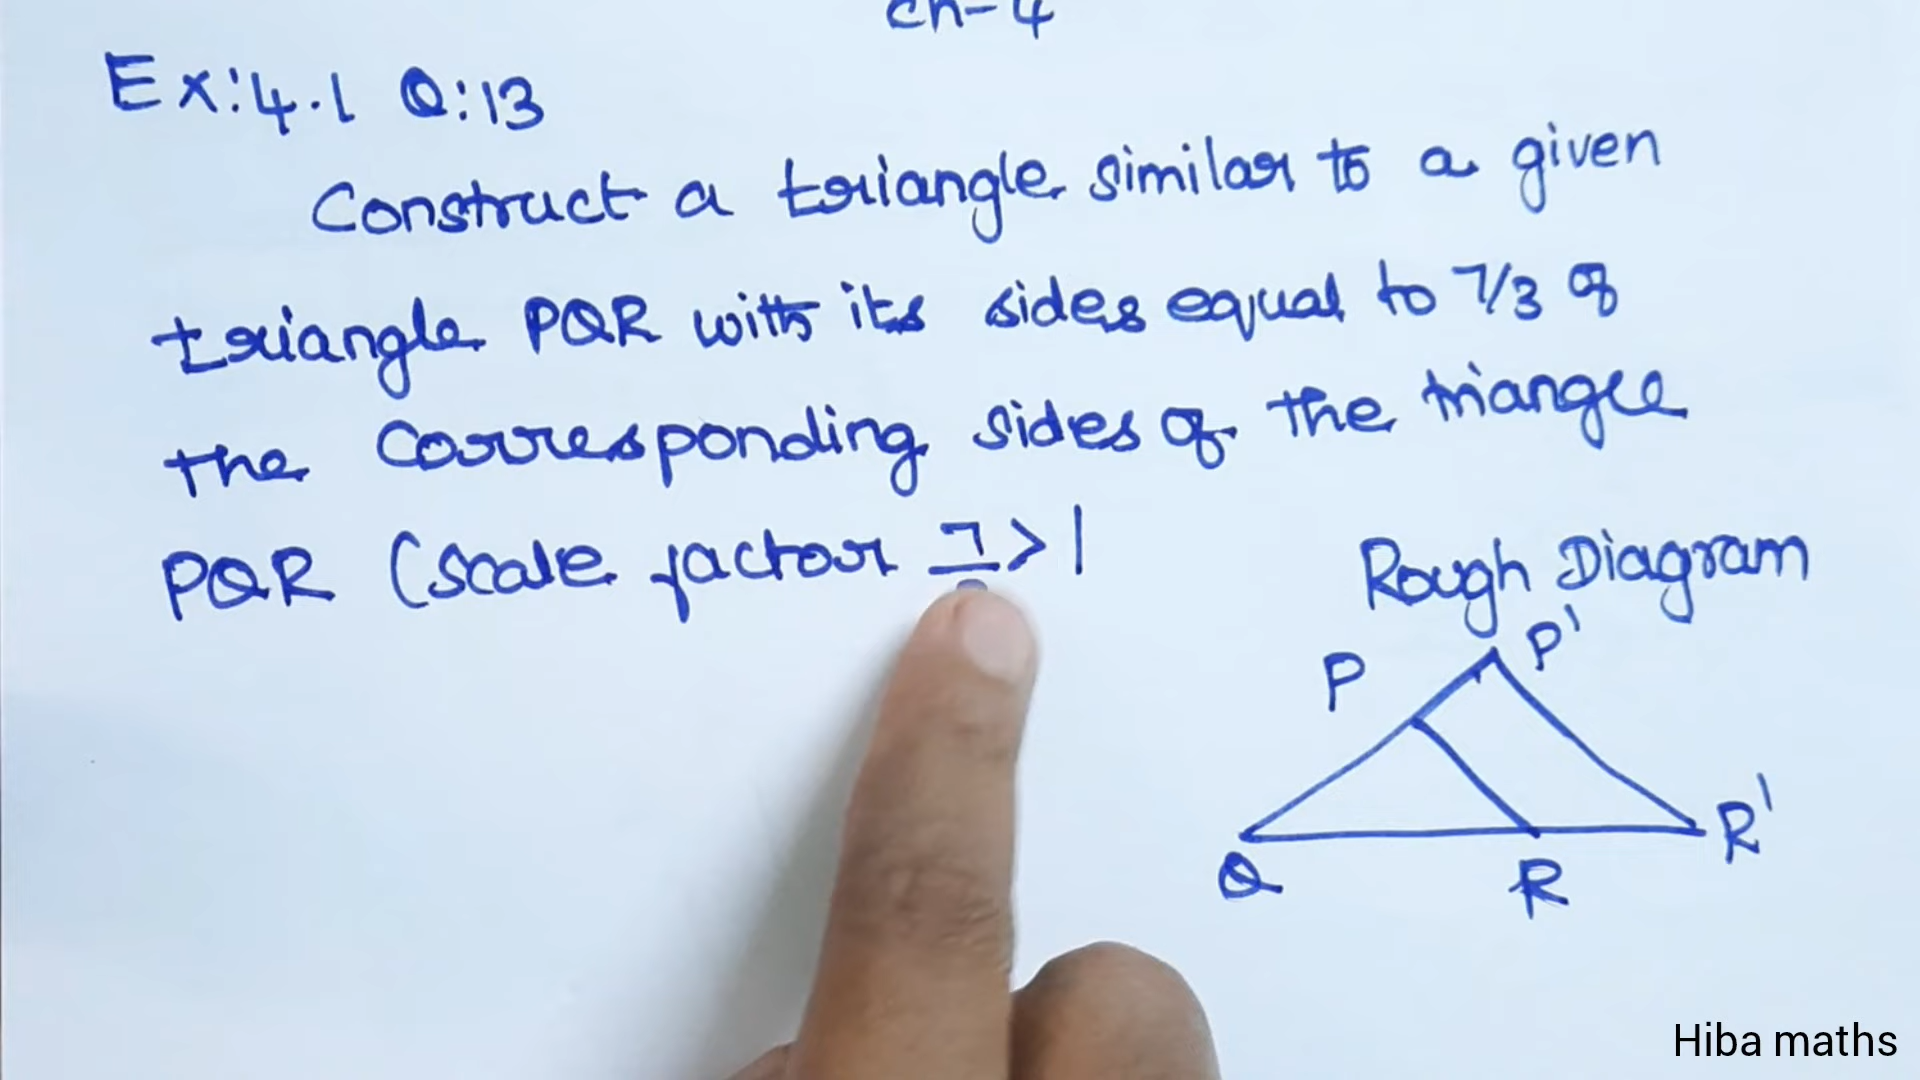 Ch-4
Ex:4.1 Q:13
Construct a triangle similar to a given
triangle PQR with its sides equal to 7/3 of
the corresponding sides of the triangle
PQR (scale factor 7 > 1
Rough Diagram
P P'
Q R R'
Hiba maths